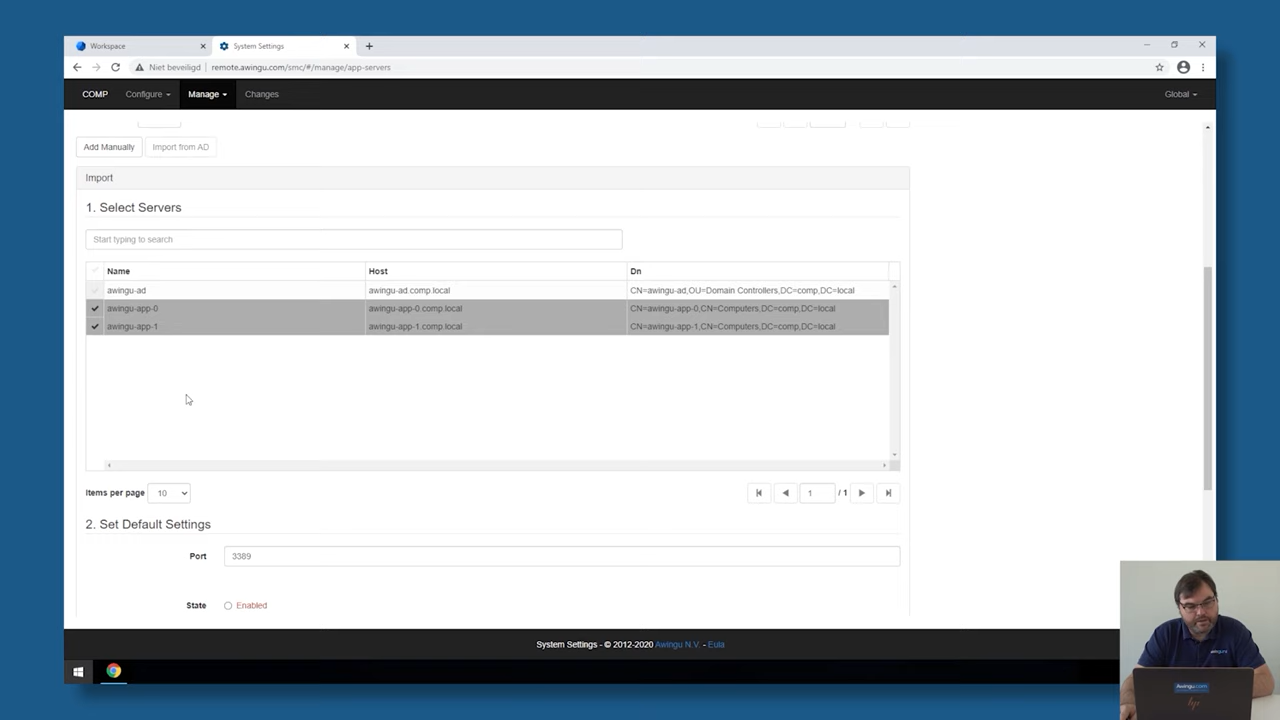 Workspace
System Settings
Niet beveiligd
remote.awingu.com/smc/#/manage/app-servers
COMP Configure Manage Changes Global
Add Manually Import from AD
Import
1. Select Servers
Start typing to search
Name Host Dn
awingu-ad awingu-ad.comp.local CN=awingu-ad,OU=Domain Controllers,DC=comp,DC=local
awingu-app-0 awingu-app-0.comp.local CN=awingu-app-0,CN=Computers,DC=comp,DC=local
awingu-app-1 awingu-app-1.comp.local CN=awingu-app-1,CN=Computers,DC=comp,DC=local
Items per page 10 1 / 1
2. Set Default Settings
Port 3389
State Enabled
System Settings - © 2012-2020 Awingu N.V. - Eula
Awingu.com